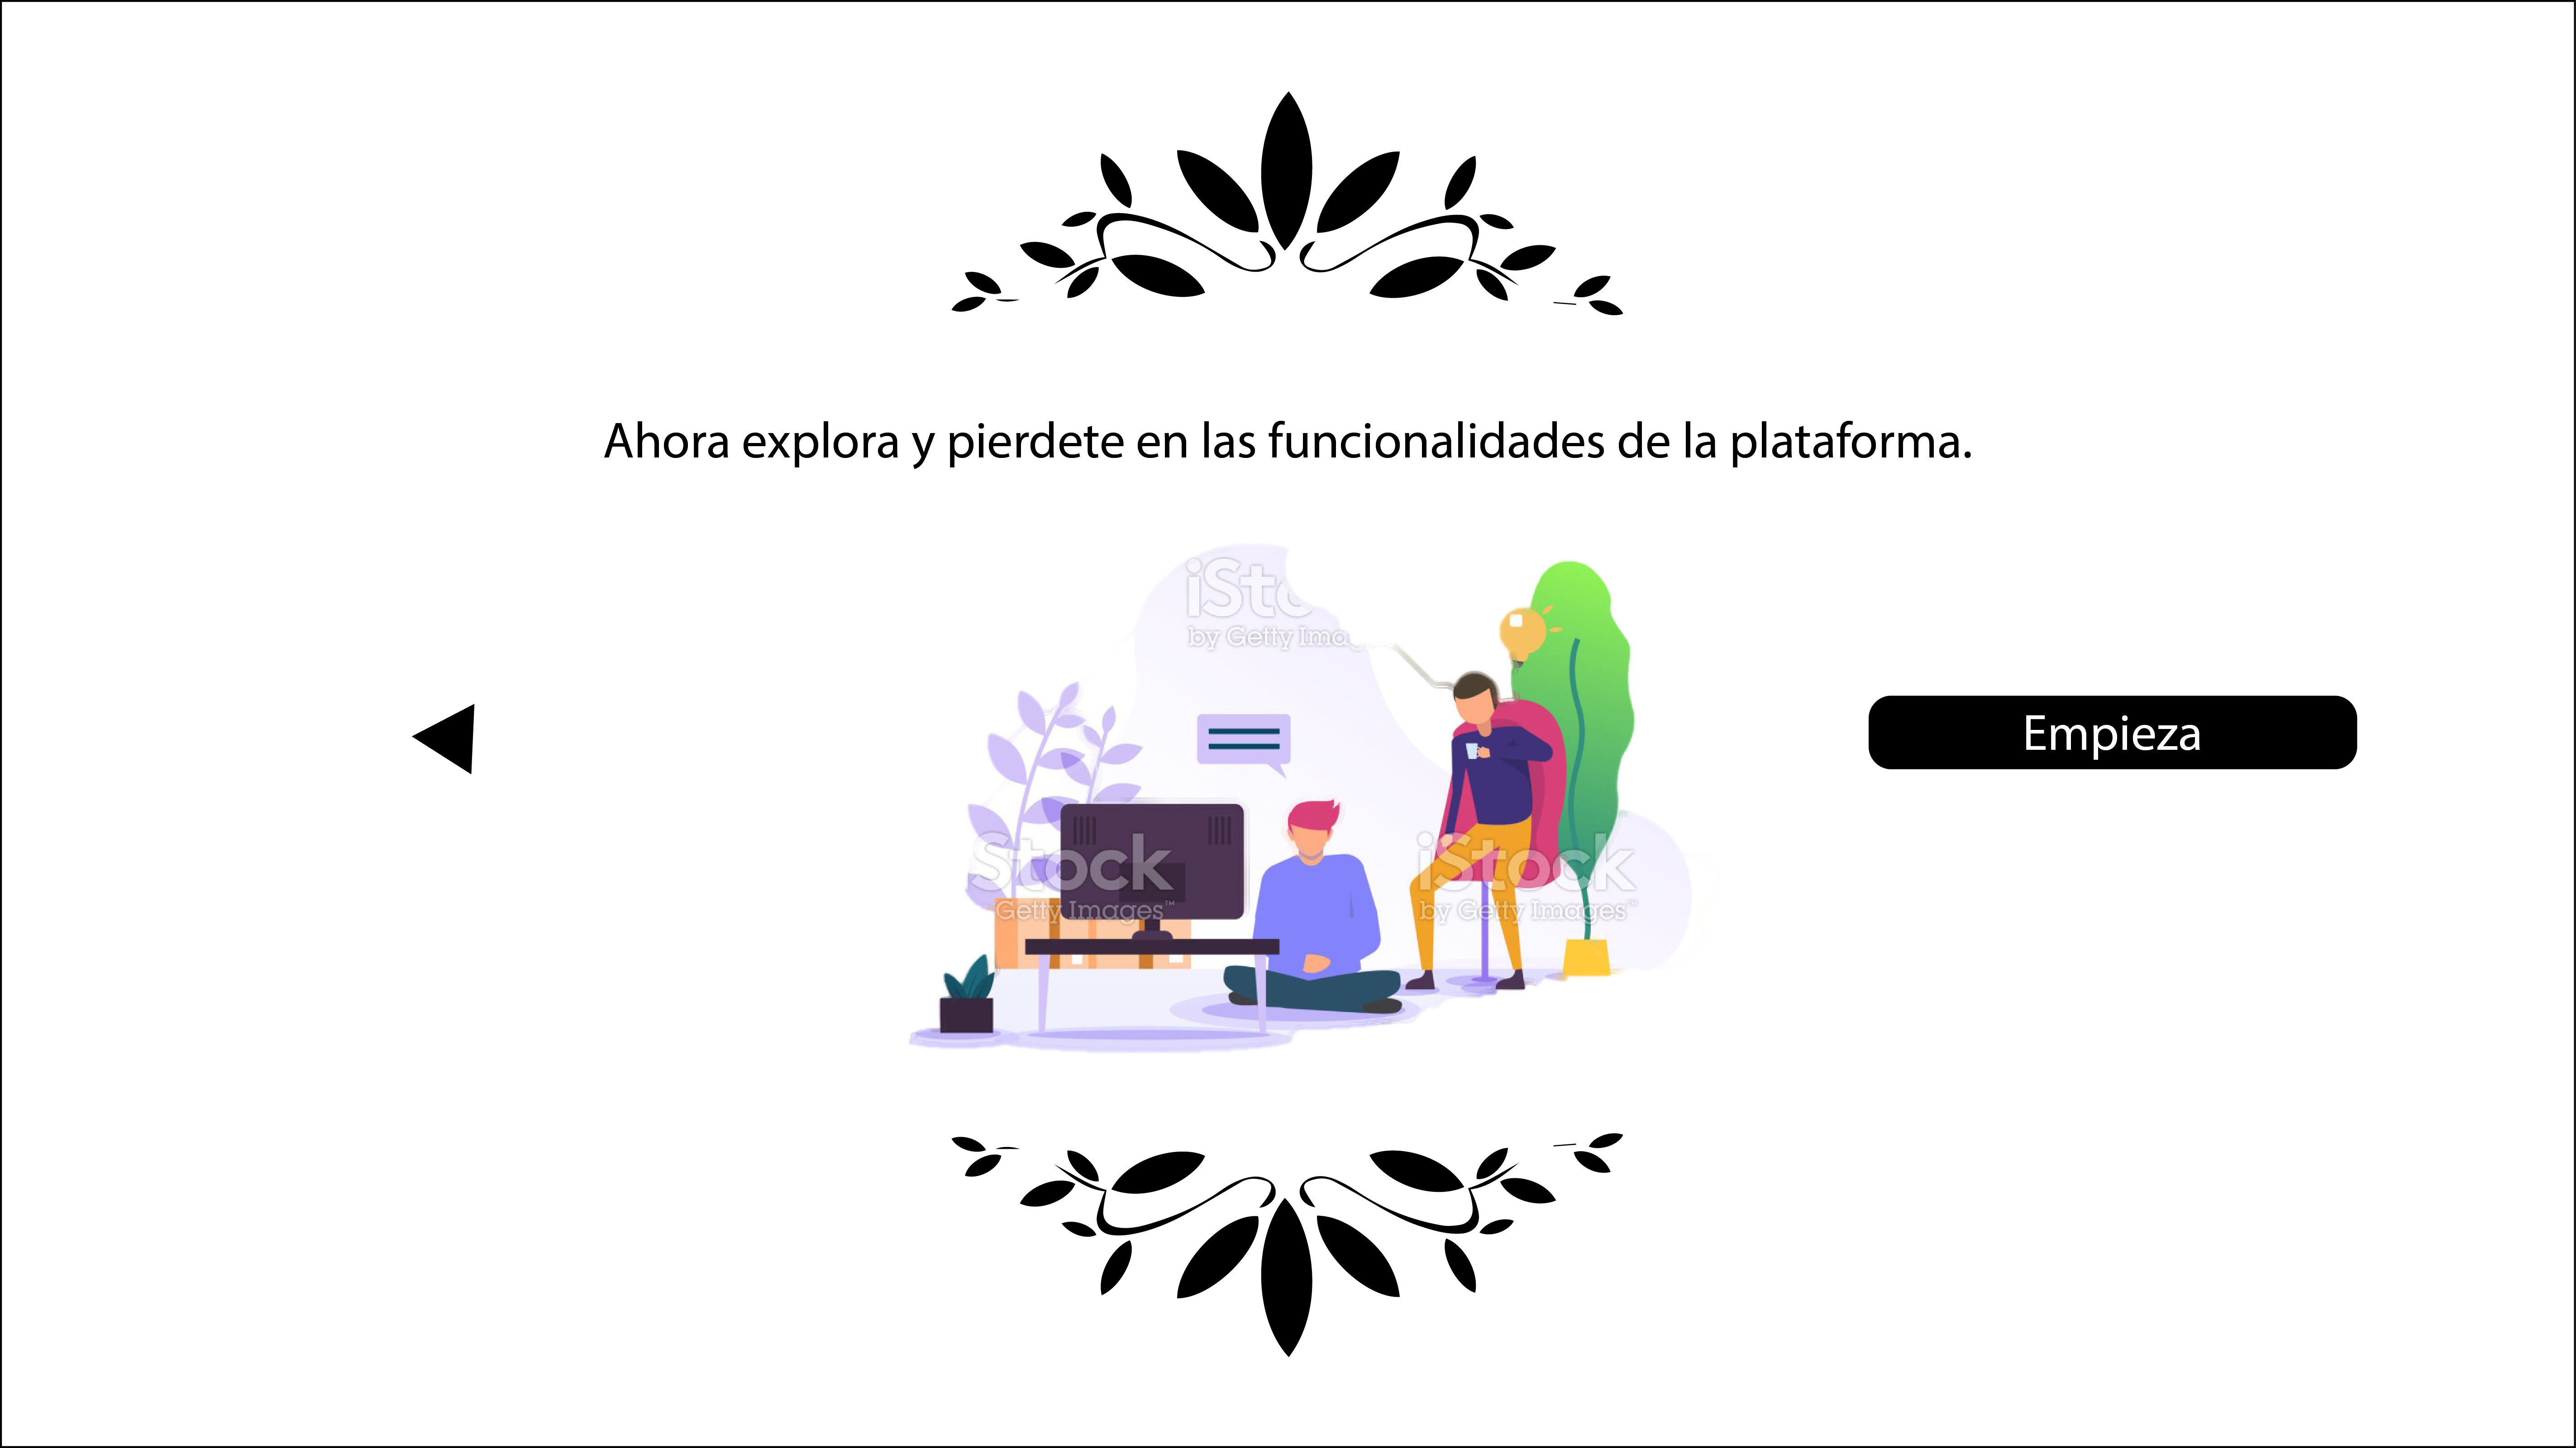 Ahora explora y pierdete en las funcionalidades de la plataforma.
iSto
by Getty Ima
Empieza
Stock
Getty Images™
iStock
by Getty Images™